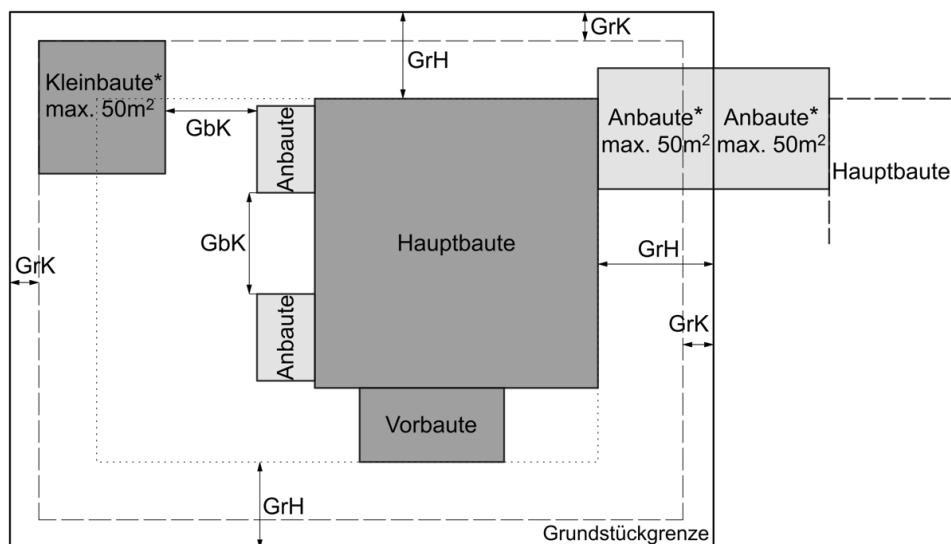 GrK
GrH
Kleinbaute*
max. 50m²
GbK
Anbaute
Anbaute*
max. 50m²
Anbaute*
max. 50m²
Hauptbaute
GbK
Hauptbaute
GrH
GrK
Anbaute
GrK
Vorbaute
GrH
Grundstückgrenze